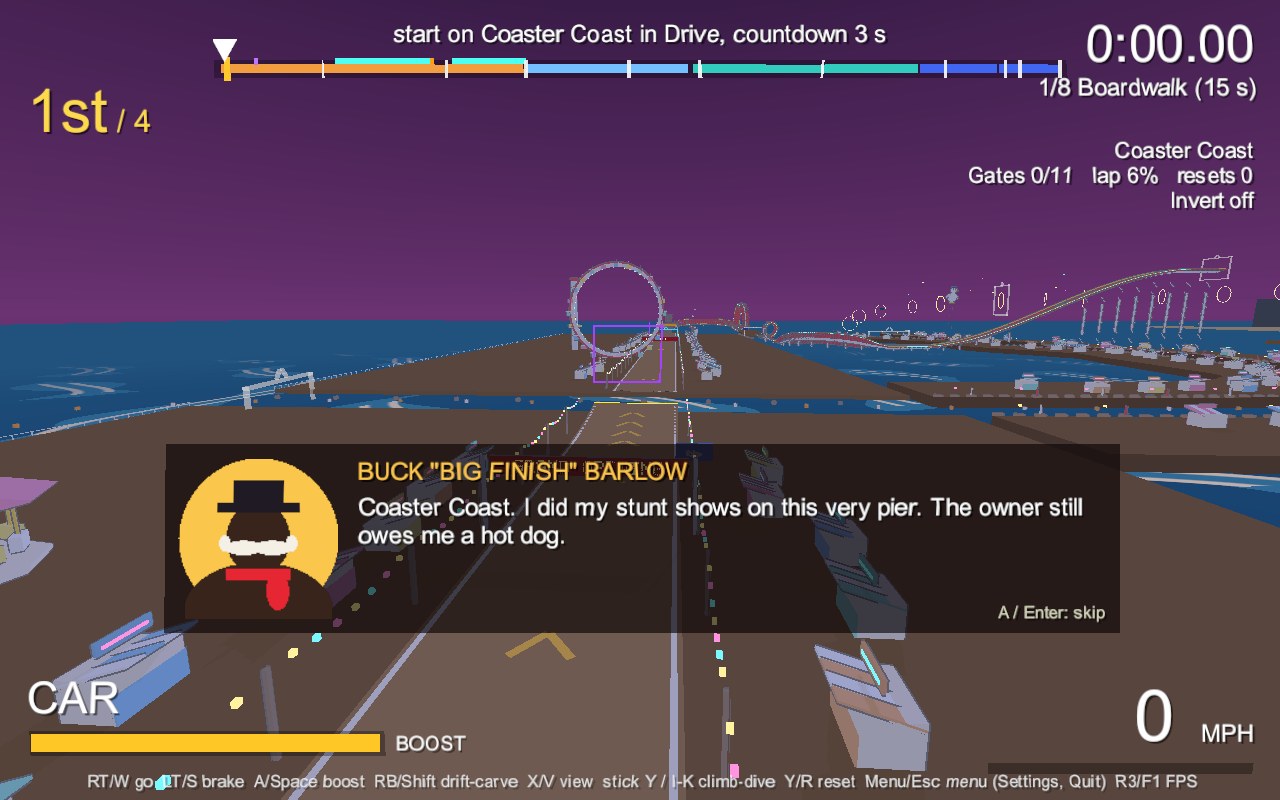 start on Coaster Coast in Drive, countdown 3 s
0:00.00
1/8 Boardwalk (15 s)
1st / 4
Coaster Coast
Gates 0/11 lap 6% resets 0
Invert off
BUCK "BIG FINISH" BARLOW
Coaster Coast. I did my stunt shows on this very pier. The owner still
owes me a hot dog.
A / Enter: skip
CAR
BOOST
0 MPH
RT/W go LT/S brake A/Space boost RB/Shift drift-carve X/V view stick Y / I-K climb-dive Y/R reset Menu/Esc menu (Settings, Quit) R3/F1 FPS